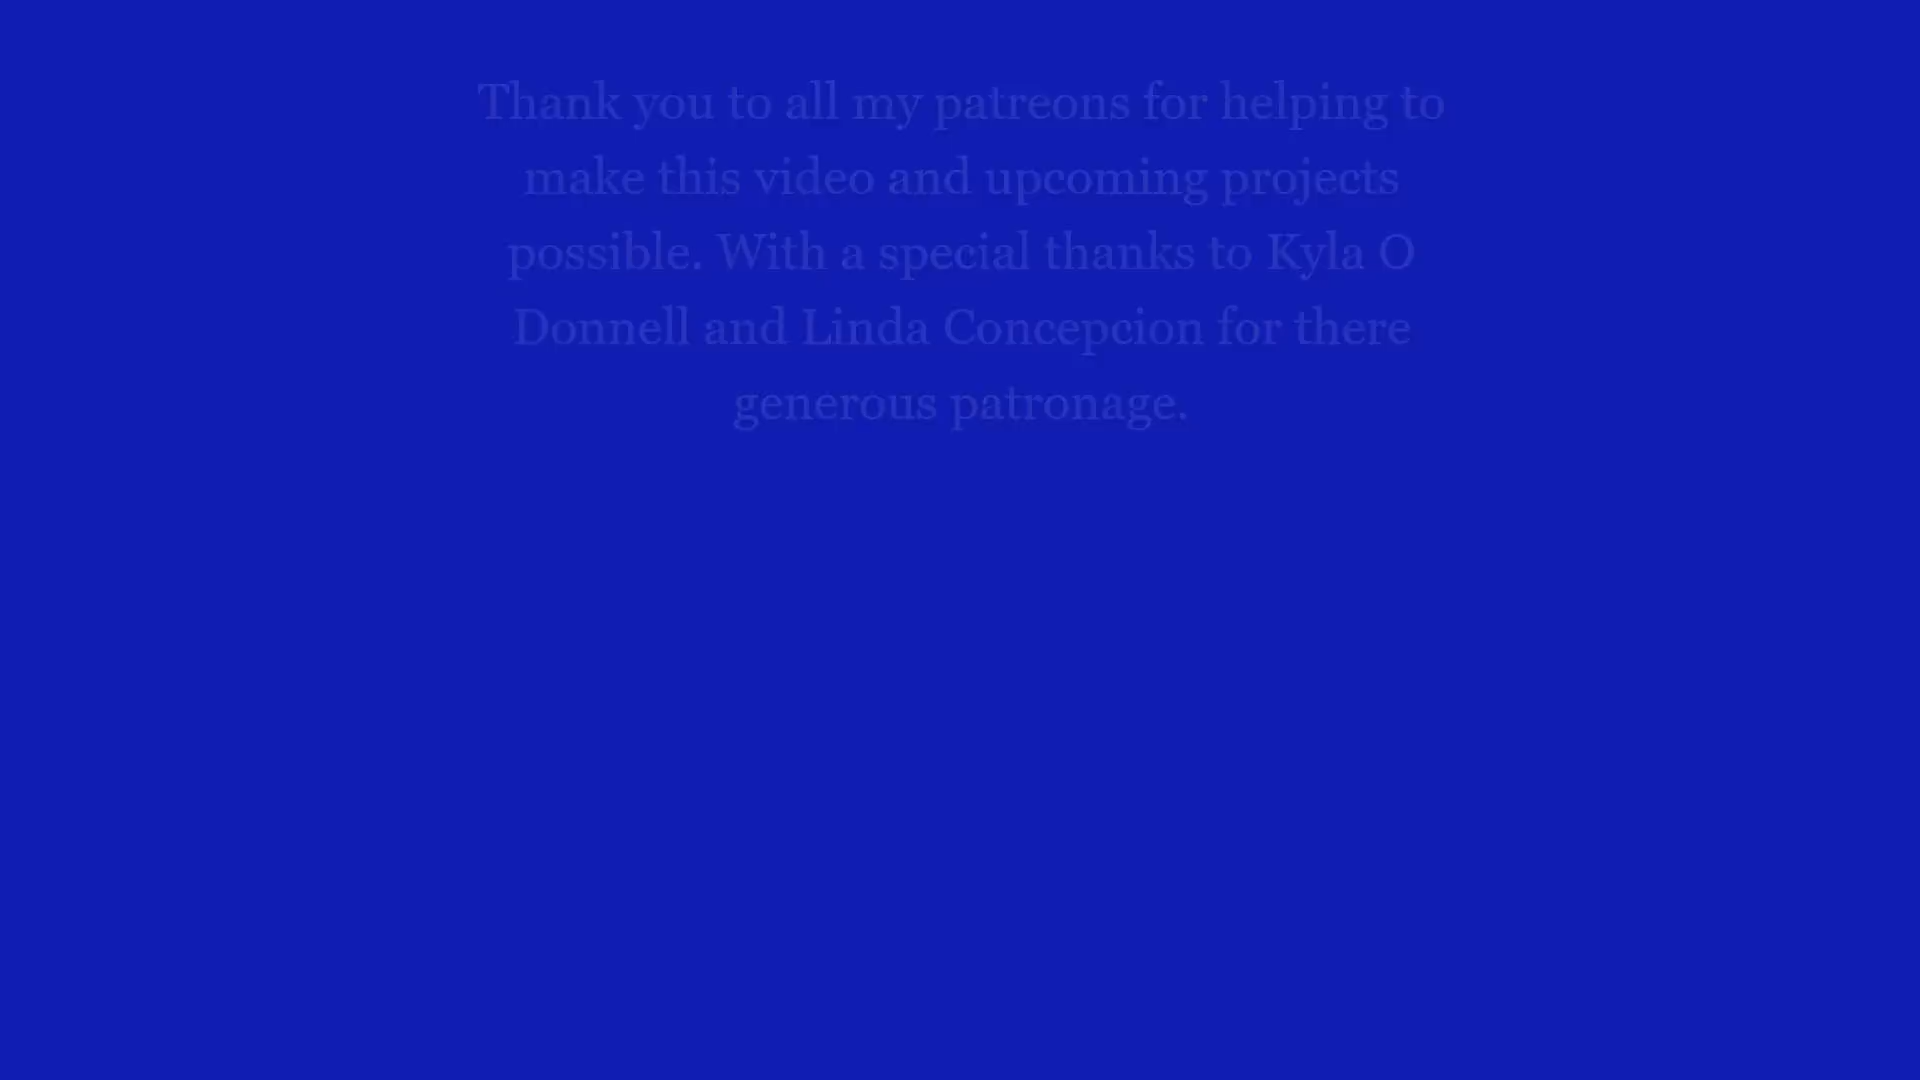 Thank you to all my patreons for helping to
make this video and upcoming projects
possible. With a special thanks to Kyla O
Donnell and Linda Concepcion for there
generous patronage.